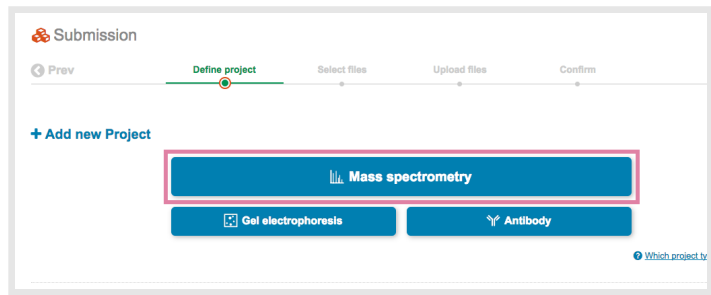 Submission
Prev
Define project
Select files
Upload files
Confirm
+ Add new Project
Mass spectrometry
Gel electrophoresis
Antibody
Which project ty